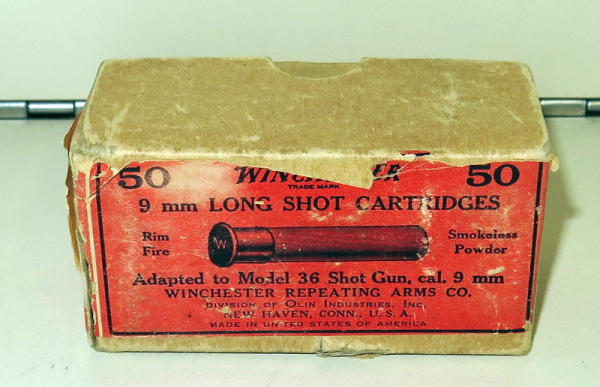 50 WINCHESTER 50
TRADE MARK
9 mm LONG SHOT CARTRIDGES
Rim Fire
W
Smokeless Powder
Adapted to Model 36 Shot Gun, cal. 9 mm
WINCHESTER REPEATING ARMS CO.
DIVISION OF OLIN INDUSTRIES, INC.
NEW HAVEN, CONN., U. S. A.
MADE IN UNITED STATES OF AMERICA